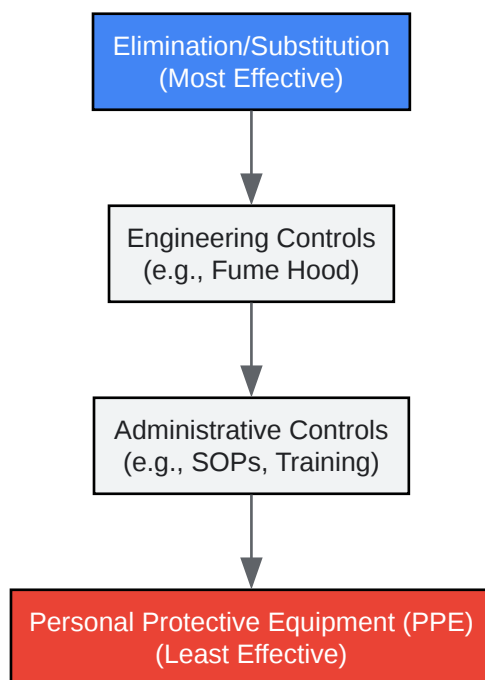 Elimination/Substitution
(Most Effective)
Engineering Controls
(e.g., Fume Hood)
Administrative Controls
(e.g., SOPs, Training)
Personal Protective Equipment (PPE)
(Least Effective)